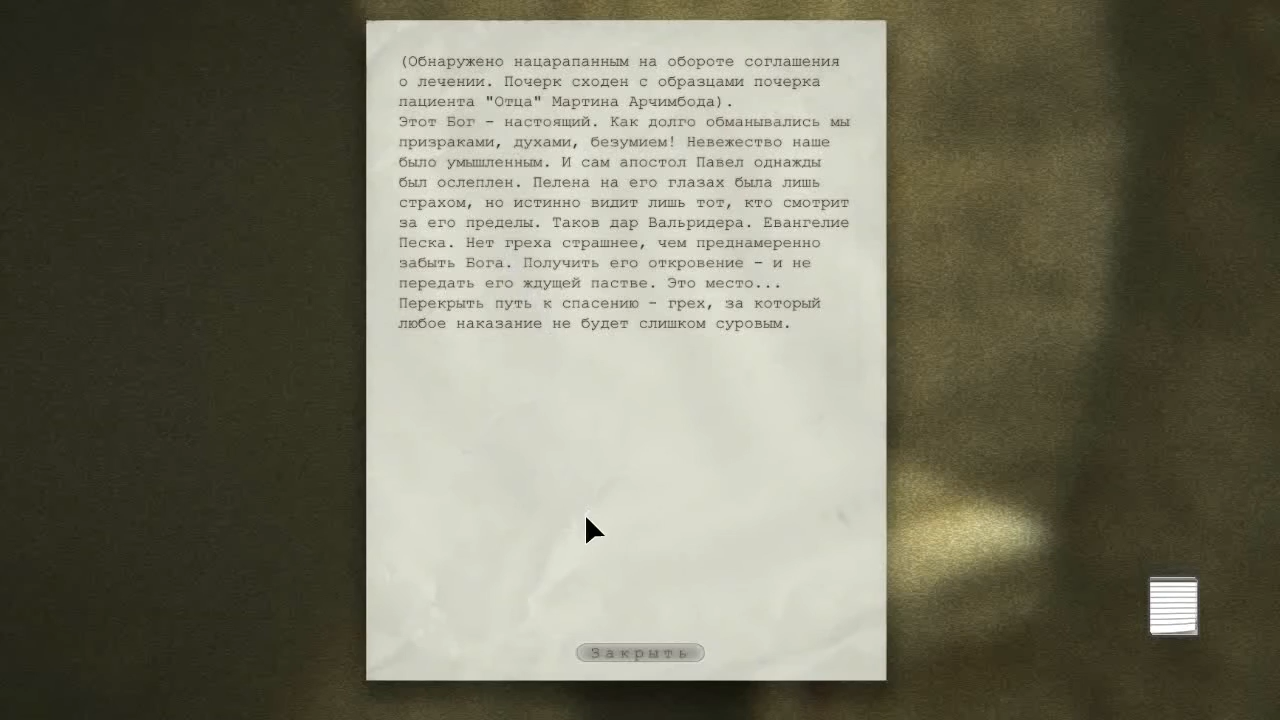 (Обнаружено нацарапанным на обороте соглашения
о лечении. Почерк сходен с образцами почерка
пациента "Отца" Мартина Арчимбода).
Этот Бог - настоящий. Как долго обманывались мы
призраками, духами, безумием! Невежество наше
было умышленным. И сам апостол Павел однажды
был ослеплен. Пелена на его глазах была лишь
страхом, но истинно видит лишь тот, кто смотрит
за его пределы. Таков дар Вальридера. Евангелие
Песка. Нет греха страшнее, чем преднамеренно
забыть Бога. Получить его откровение - и не
передать его ждущей пастве. Это место...
Перекрыть путь к спасению - грех, за который
любое наказание не будет слишком суровым.
Закрыть